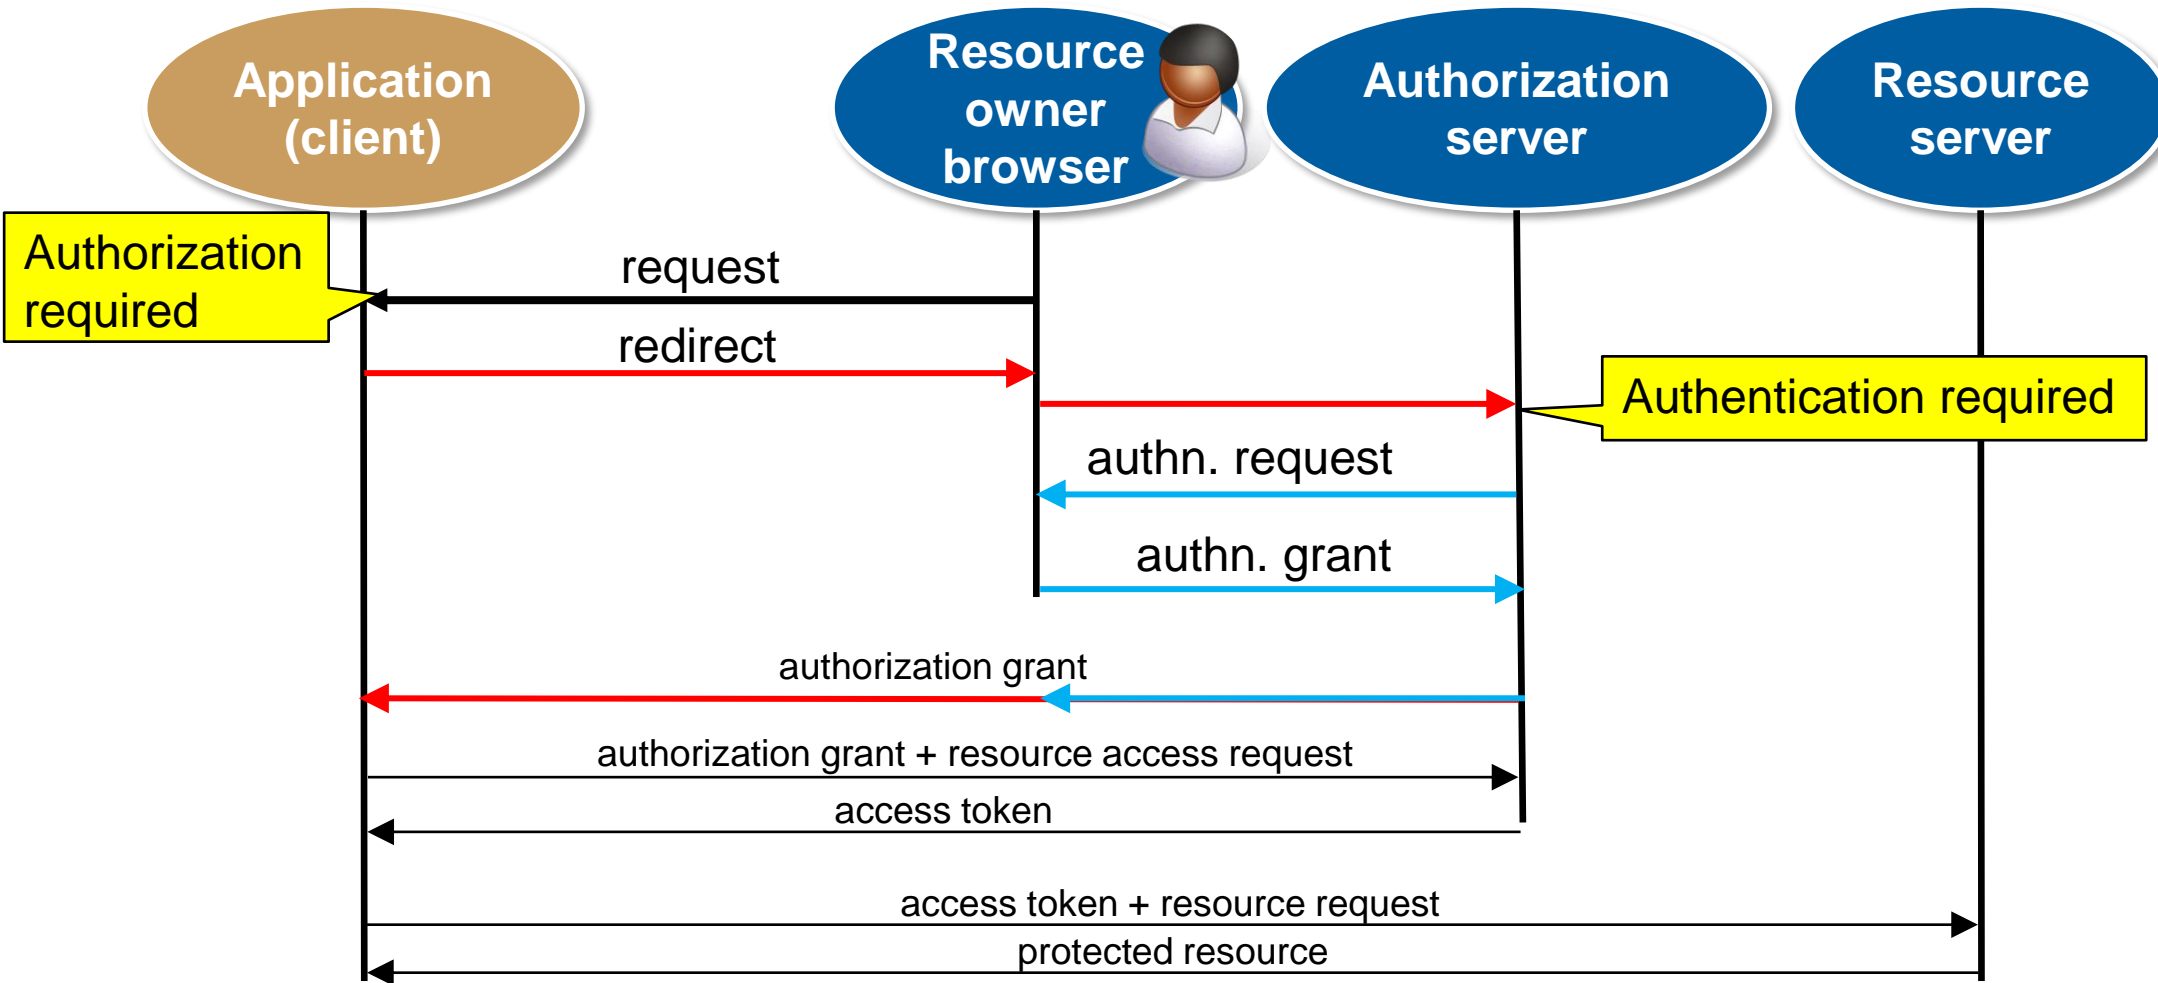 Application
(client)
Resource
owner
browser
Authorization
server
Resource
server
Authorization
required
request
redirect
Authentication required
authn. request
authn. grant
authorization grant
authorization grant + resource access request
access token
access token + resource request
protected resource